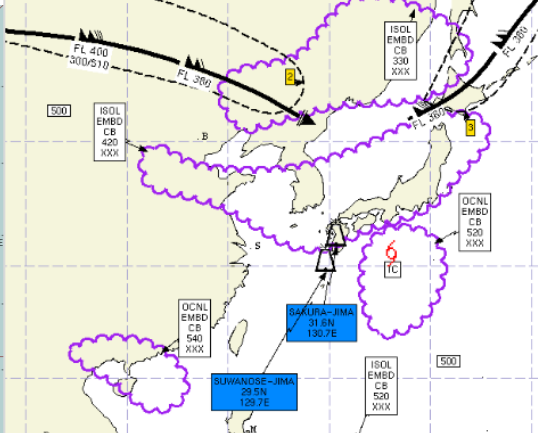 FL 400
300/510
FL 380
2
ISOL
EMBD
CB
330
XXX
FL 380
FL 360
3
500
ISOL
EMBD
CB
420
XXX
B
S
OCNL
EMBD
CB
520
XXX
TC
SAKURA-JIMA
31.6N
130.7E
OCNL
EMBD
CB
540
XXX
SUWANOSE-JIMA
29.5N
129.7E
ISOL
EMBD
CB
520
XXX
500
M